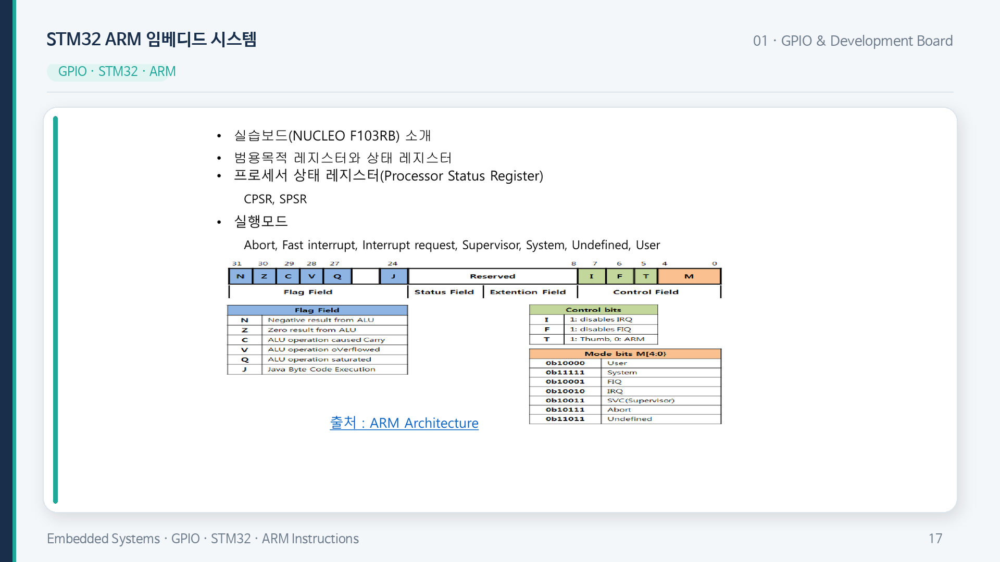 STM32 ARM 임베디드 시스템
01 · GPIO & Development Board
GPIO · STM32 · ARM
• 실습보드(NUCLEO F103RB) 소개
• 범용목적 레지스터와 상태 레지스터
• 프로세서 상태 레지스터(Processor Status Register)
CPSR, SPSR
• 실행모드
Abort, Fast interrupt, Interrupt request, Supervisor, System, Undefined, User
31 30 29 28 27 24 8 7 6 5 4 0
N Z C V Q J Reserved I F T M
Flag Field Status Field Extention Field Control Field
Flag Field
N Negative result from ALU
Z Zero result from ALU
C ALU operation caused Carry
V ALU operation oVerflowed
Q ALU operation saturated
J Java Byte Code Execution
Control bits
I 1: disables IRQ
F 1: disables FIQ
T 1: Thumb, 0: ARM
Mode bits M[4:0}
0b10000 User
0b11111 System
0b10001 FIQ
0b10010 IRQ
0b10011 SVC(Supervisor)
0b10111 Abort
0b11011 Undefined
출처 : ARM Architecture
Embedded Systems · GPIO · STM32 · ARM Instructions
17